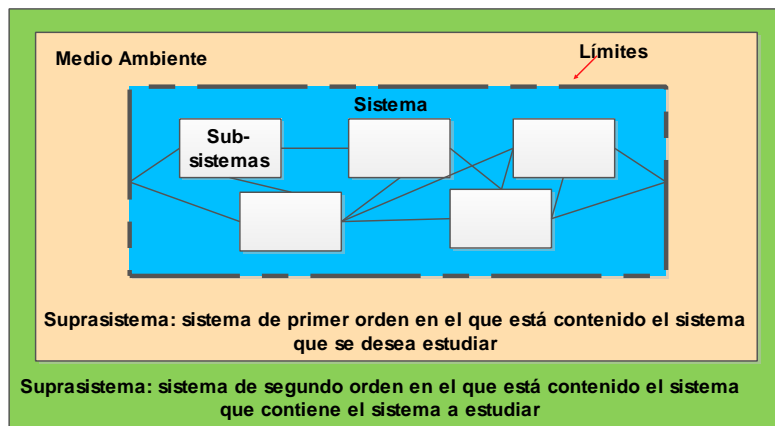 Medio Ambiente
Límites
Sistema
Sub-
sistemas
Suprasistema: sistema de primer orden en el que está contenido el sistema
que se desea estudiar
Suprasistema: sistema de segundo orden en el que está contenido el sistema
que contiene el sistema a estudiar